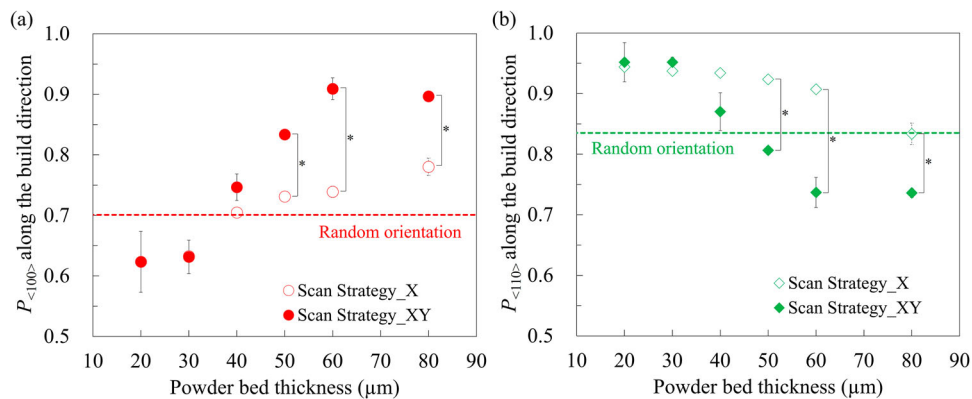 (a)
P<100> along the build direction
1.0
0.9
0.8
0.7
0.6
0.5
*
*
*
Random orientation
Scan Strategy_X
Scan Strategy_XY
10 20 30 40 50 60 70 80 90
Powder bed thickness (µm)
(b)
P<110> along the build direction
1.0
0.9
0.8
0.7
0.6
0.5
*
*
*
Random orientation
Scan Strategy_X
Scan Strategy_XY
10 20 30 40 50 60 70 80 90
Powder bed thickness (µm)